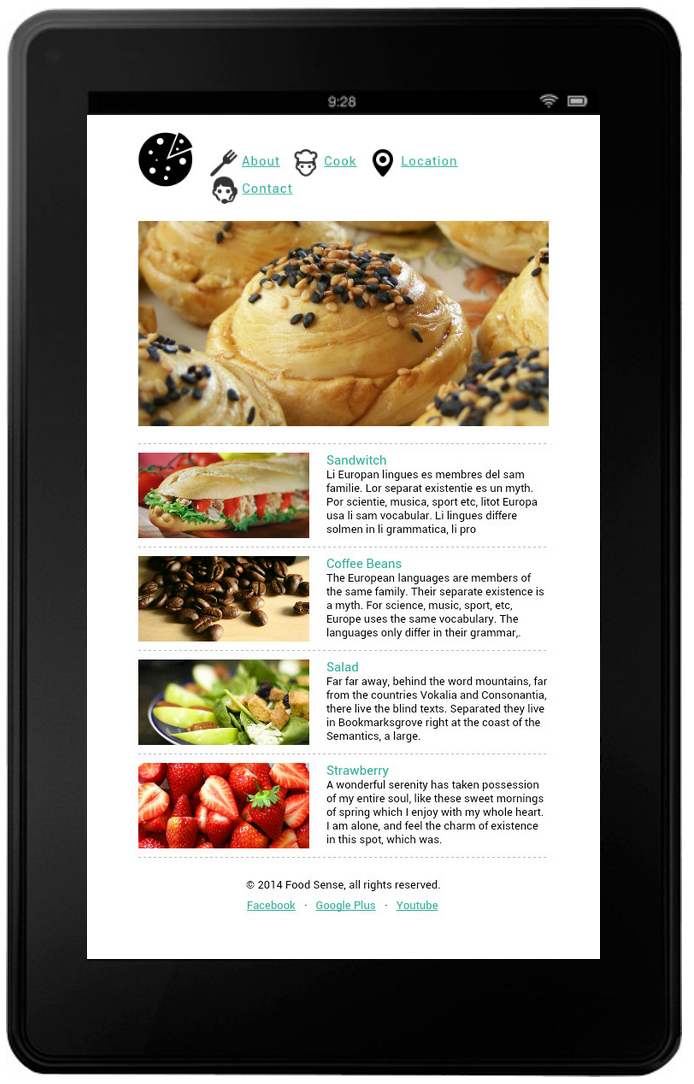 9:28
About Cook Location
Contact
Sandwitch
Li Europan lingues es membres del sam
familie. Lor separat existentie es un myth.
Por scientie, musica, sport etc, litot Europa
usa li sam vocabular. Li lingues differe
solmen in li grammatica, li pro
Coffee Beans
The European languages are members of
the same family. Their separate existence is
a myth. For science, music, sport, etc,
Europe uses the same vocabulary. The
languages only differ in their grammar,.
Salad
Far far away, behind the word mountains, far
from the countries Vokalia and Consonantia,
there live the blind texts. Separated they live
in Bookmarksgrove right at the coast of the
Semantics, a large.
Strawberry
A wonderful serenity has taken possession
of my entire soul, like these sweet mornings
of spring which I enjoy with my whole heart.
I am alone, and feel the charm of existence
in this spot, which was.
© 2014 Food Sense, all rights reserved.
Facebook · Google Plus · Youtube